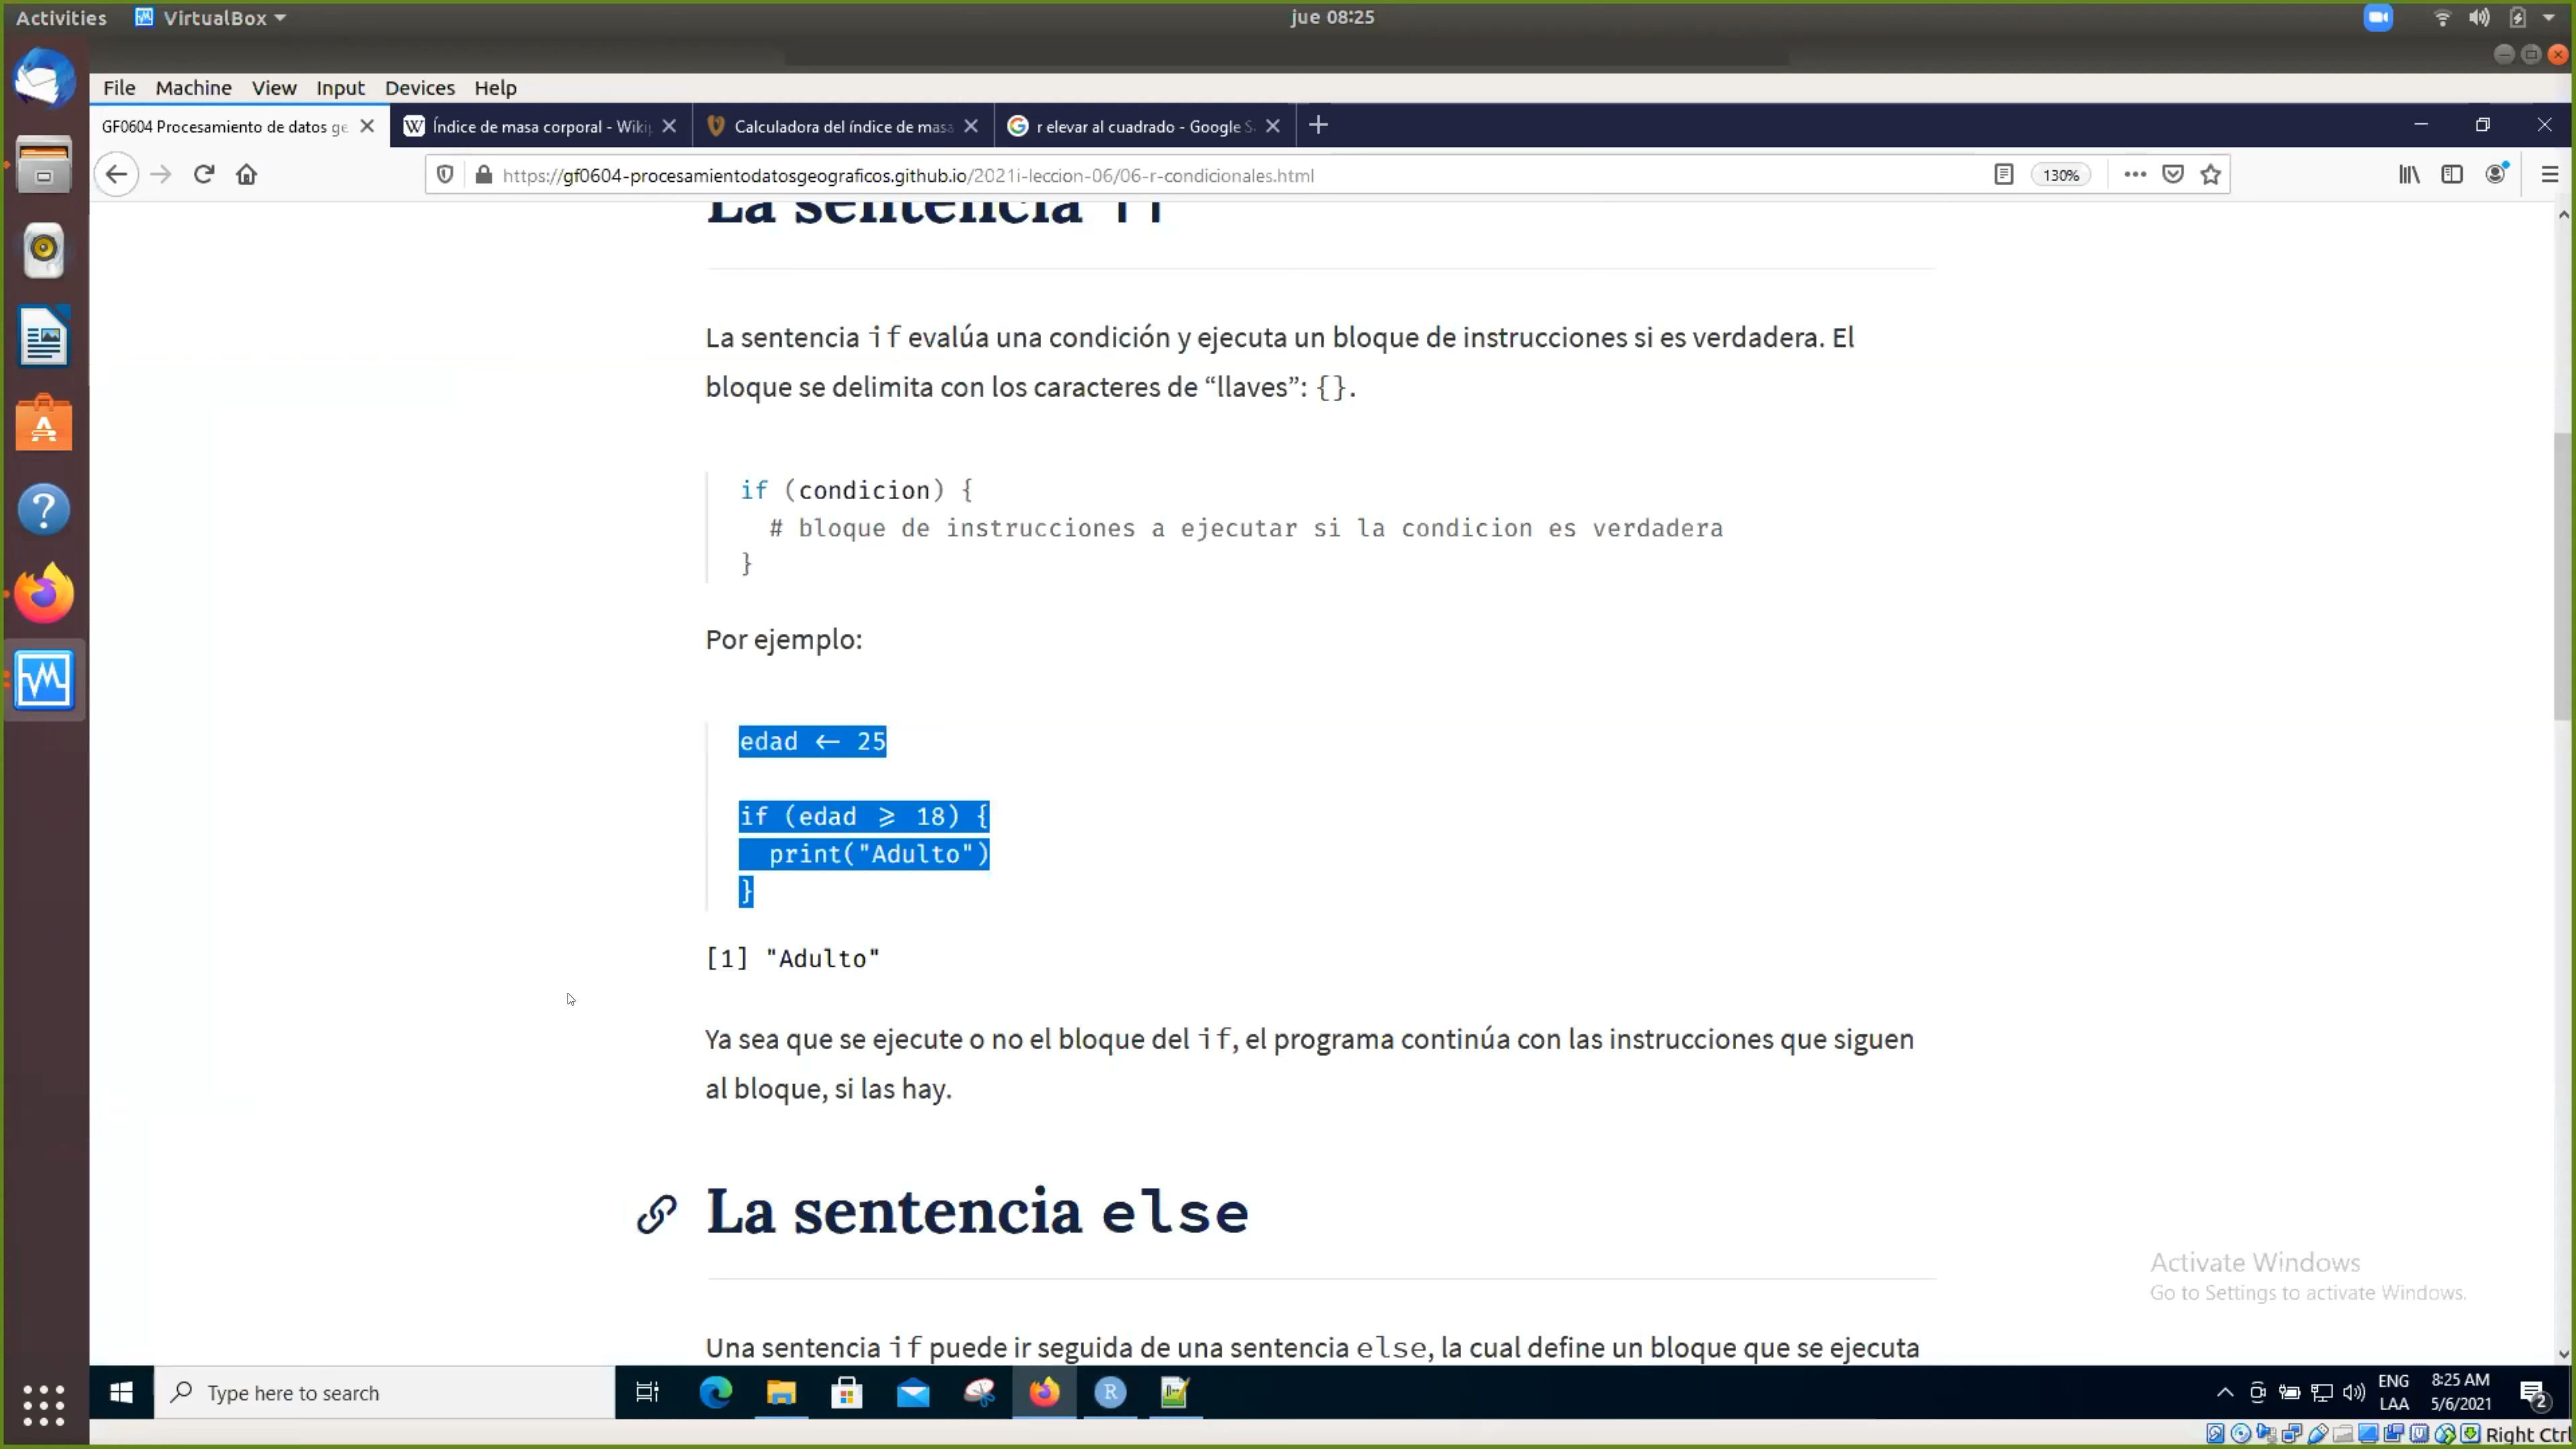 Activities VirtualBox jue 08:25
File Machine View Input Devices Help
GF0604 Procesamiento de datos ge Índice de masa corporal - Wiki Calculadora del índice de masa r elevar al cuadrado - Google S
https://gf0604-procesamientodatosgeograficos.github.io/2021i-leccion-06/06-r-condicionales.html 130%
La sentencia if
La sentencia if evalúa una condición y ejecuta un bloque de instrucciones si es verdadera. El
bloque se delimita con los caracteres de “llaves”: {}.
if (condicion) {
# bloque de instrucciones a ejecutar si la condicion es verdadera
}
Por ejemplo:
edad ← 25
if (edad ⩾ 18) {
print("Adulto")
}
[1] "Adulto"
Ya sea que se ejecute o no el bloque del if, el programa continúa con las instrucciones que siguen
al bloque, si las hay.
La sentencia else
Activate Windows
Go to Settings to activate Windows.
Una sentencia if puede ir seguida de una sentencia else, la cual define un bloque que se ejecuta
Type here to search
ENG 8:25 AM
LAA 5/6/2021 2
Right Ctrl